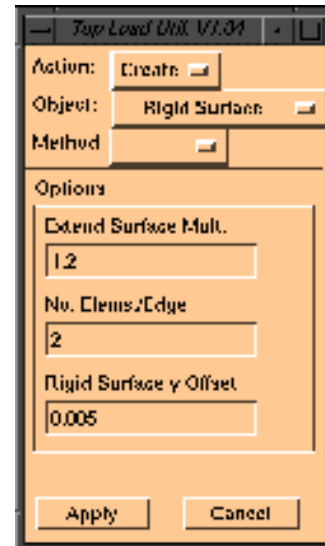 Top Load Util. V1.04
Action: Create
Object: Rigid Surface
Method
Options
Extend Surface Mult.
1.2
No. Elems./Edge
2
Rigid Surface y Offset
0.005
Apply Cancel